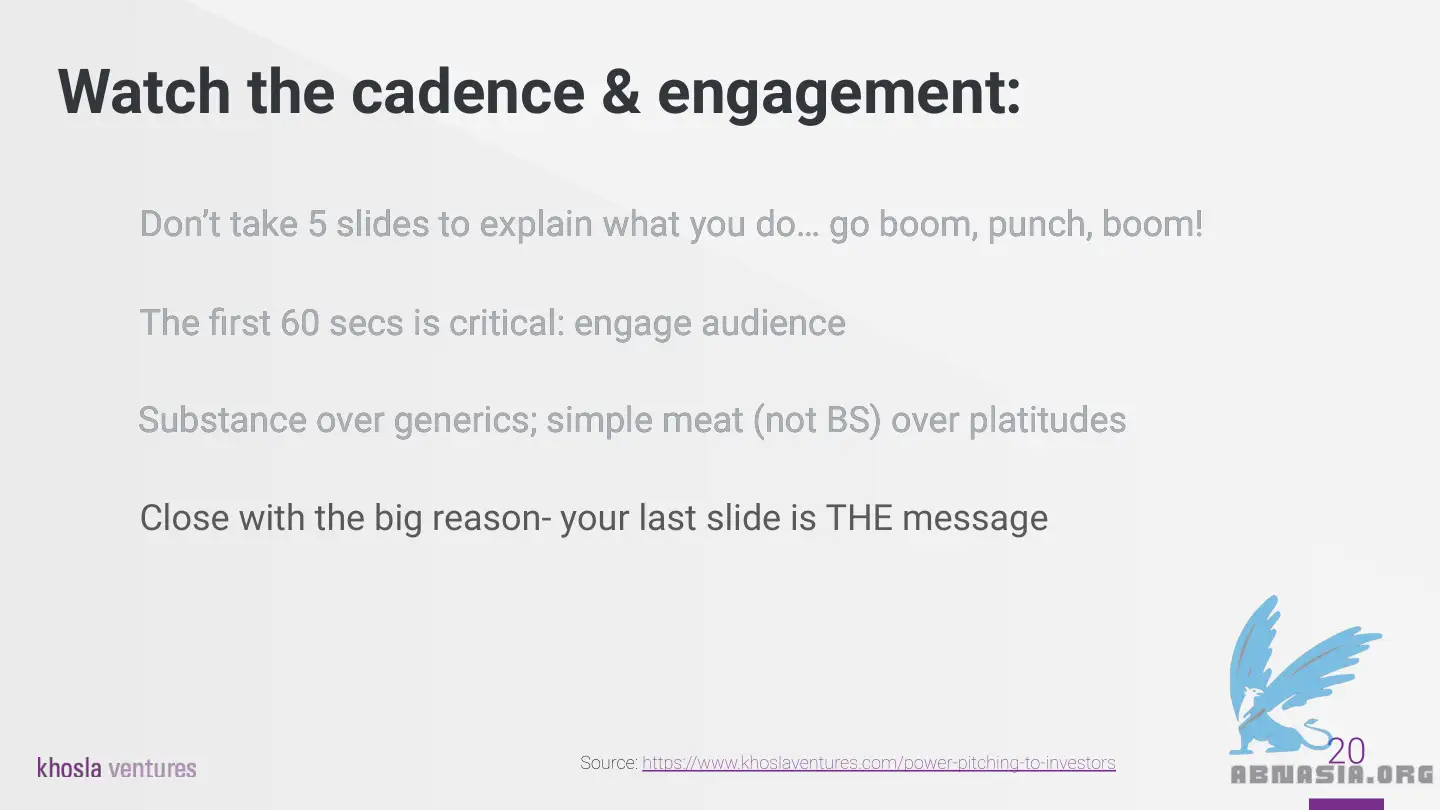 Watch the cadence & engagement:
Don’t take 5 slides to explain what you do… go boom, punch, boom!
The first 60 secs is critical: engage audience
Substance over generics; simple meat (not BS) over platitudes
Close with the big reason- your last slide is THE message
khosla ventures
Source: https://www.khoslaventures.com/power-pitching-to-investors
20
ABNASIA.ORG